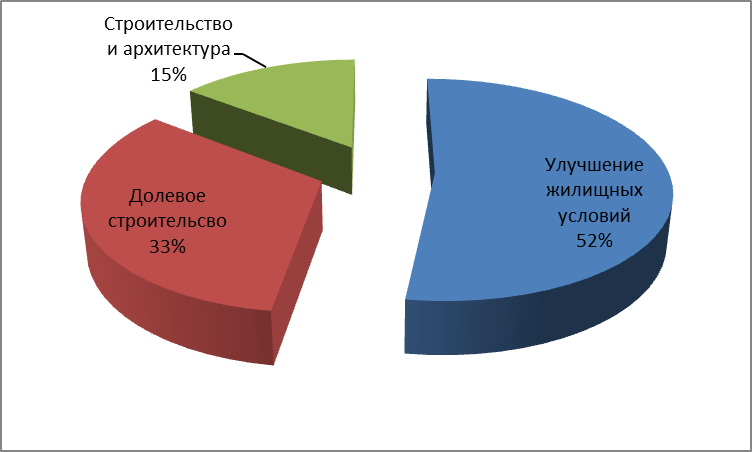 Строительство
и архитектура
15%
Улучшение
жилищных
условий
52%
Долевое
строительсво
33%